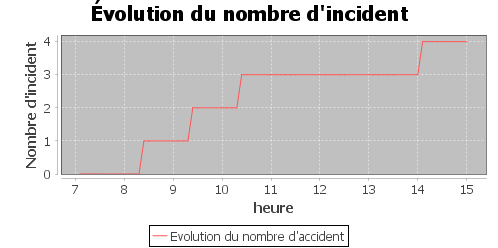 Évolution du nombre d'incident
Nombre d'incident
4
3
2
1
0
7 8 9 10 11 12 13 14 15
heure
Evolution du nombre d'accident